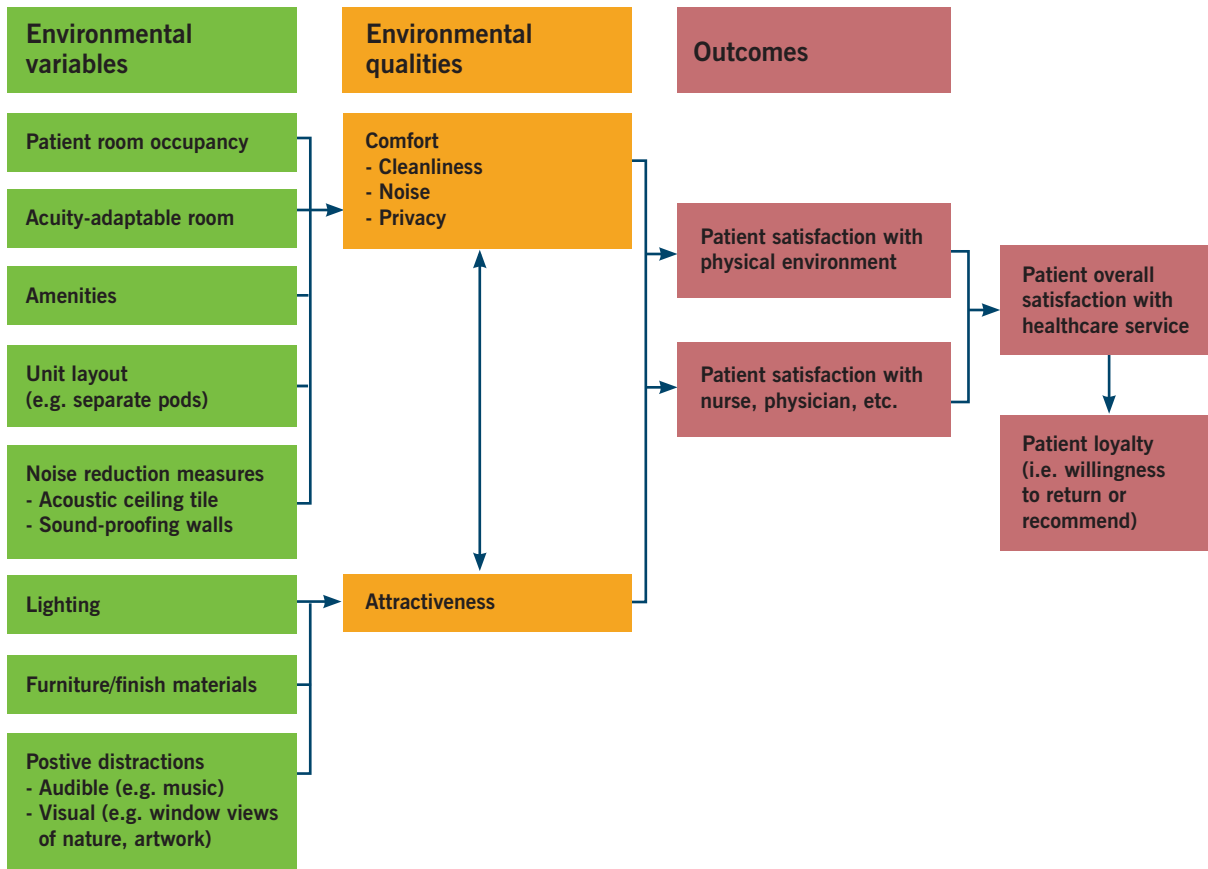 Environmental
variables
Environmental
qualities
Outcomes
Patient room occupancy
Acuity-adaptable room
Amenities
Unit layout
(e.g. separate pods)
Noise reduction measures
- Acoustic ceiling tile
- Sound-proofing walls
Lighting
Furniture/finish materials
Postive distractions
- Audible (e.g. music)
- Visual (e.g. window views
of nature, artwork)
Comfort
- Cleanliness
- Noise
- Privacy
Attractiveness
Patient satisfaction with
physical environment
Patient satisfaction with
nurse, physician, etc.
Patient overall
satisfaction with
healthcare service
Patient loyalty
(i.e. willingness
to return or
recommend)